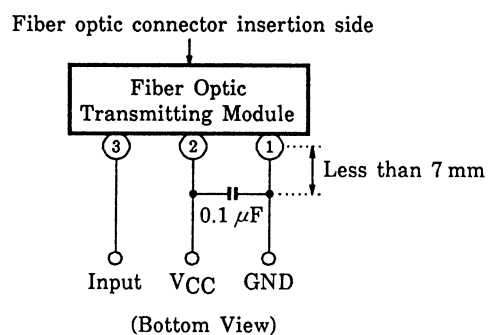 Fiber optic connector insertion side
Fiber Optic
Transmitting Module
3 2 1
Less than 7 mm
0.1 μF
Input VCC GND
(Bottom View)